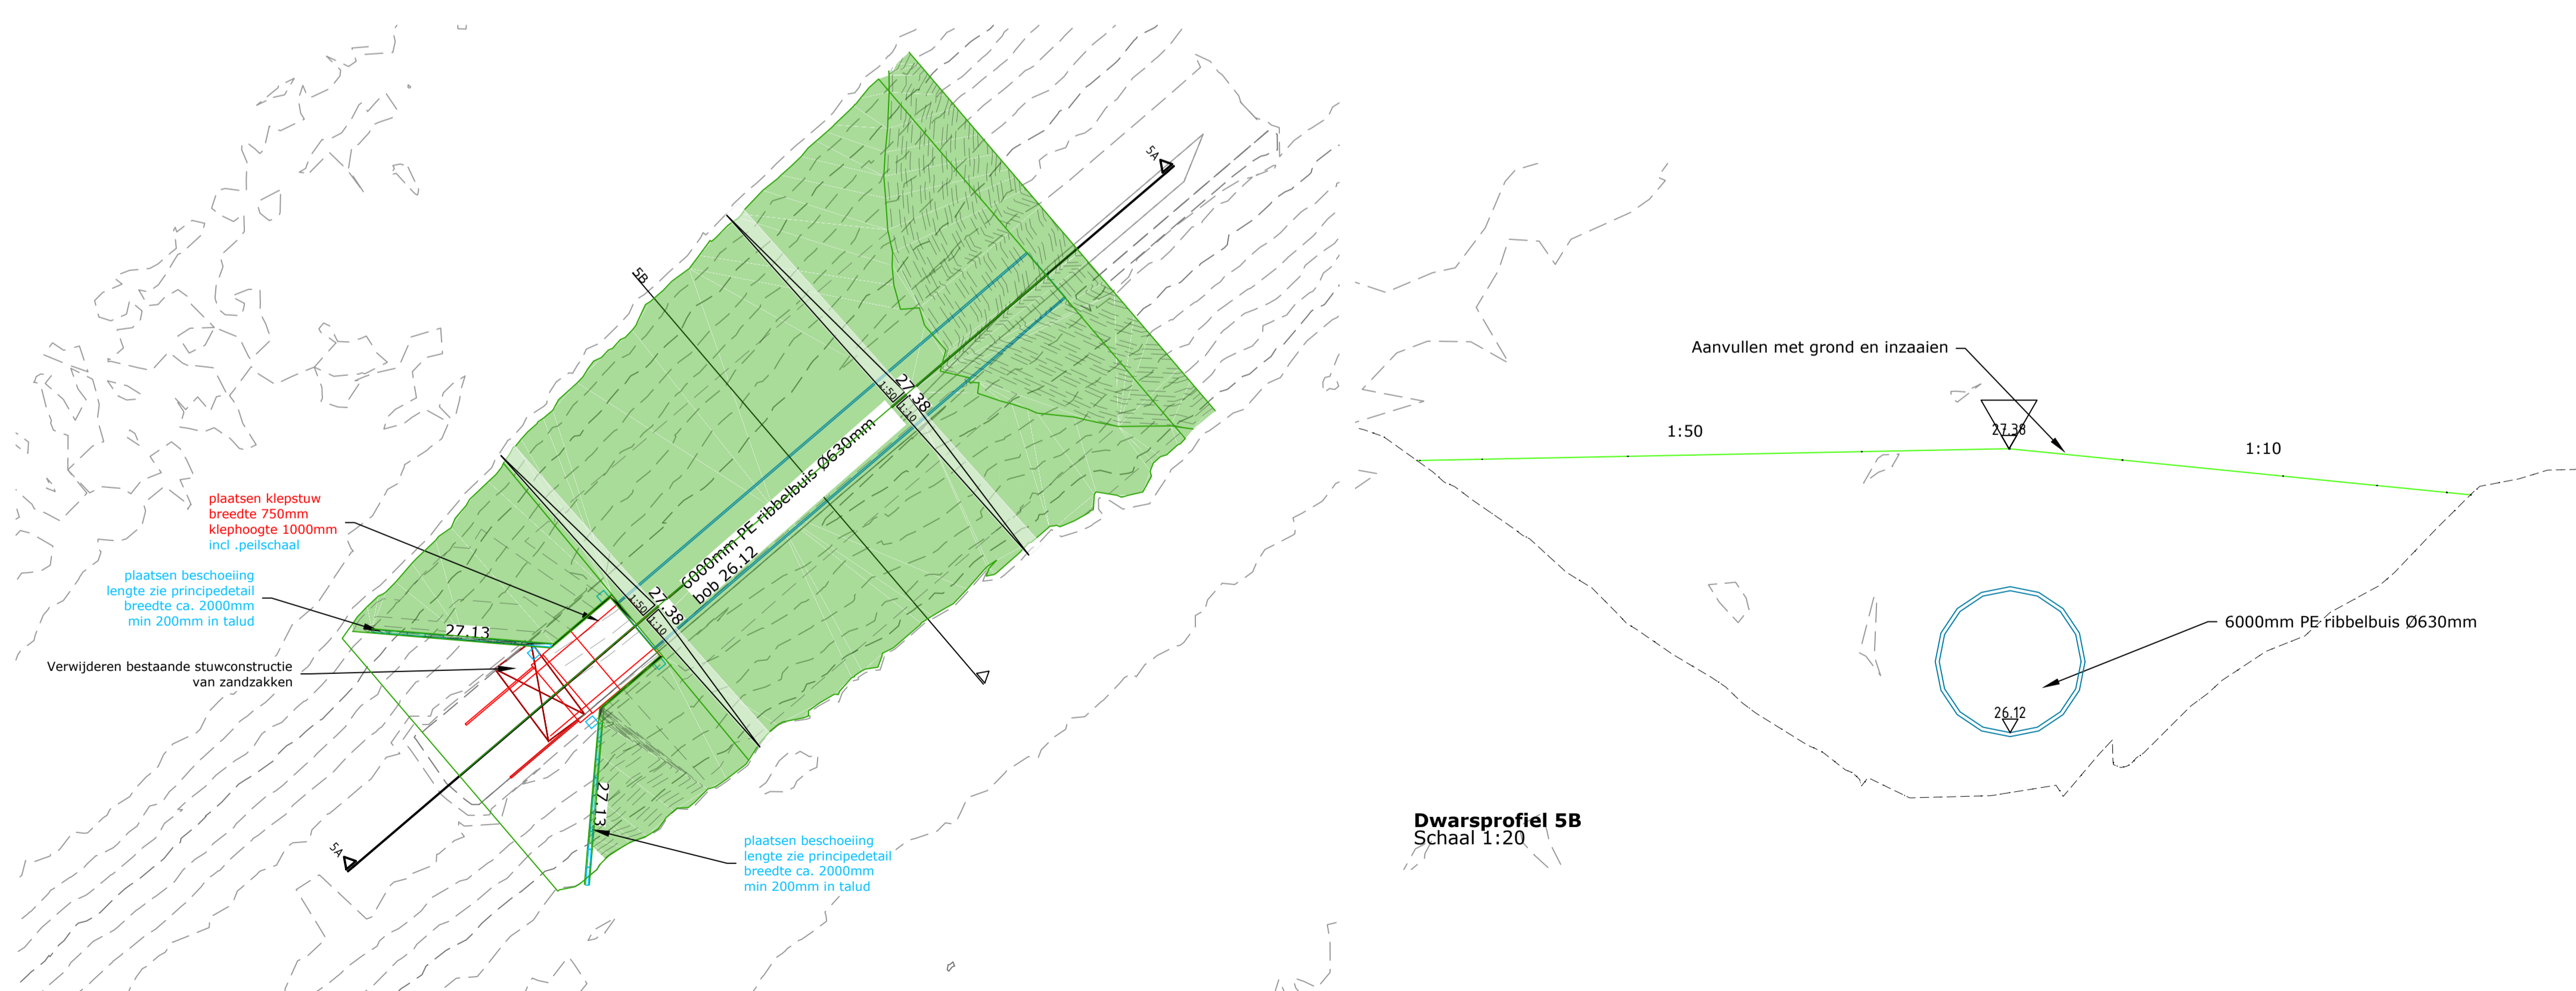 5A
5B
27.38
1:50
1:10
6000mm PE ribbelbuis Ø630mm
bob 26.12
27.38
1:50
1:10
plaatsen klepstuw
breedte 750mm
klephoogte 1000mm
incl .peilschaal
plaatsen beschoeiing
lengte zie principedetail
breedte ca. 2000mm
min 200mm in talud
27.13
Verwijderen bestaande stuwconstructie
van zandzakken
27.13
5A
plaatsen beschoeiing
lengte zie principedetail
breedte ca. 2000mm
min 200mm in talud
Aanvullen met grond en inzaaien
1:50
27.38
1:10
6000mm PE ribbelbuis Ø630mm
26.12
Dwarsprofiel 5B
Schaal 1:20